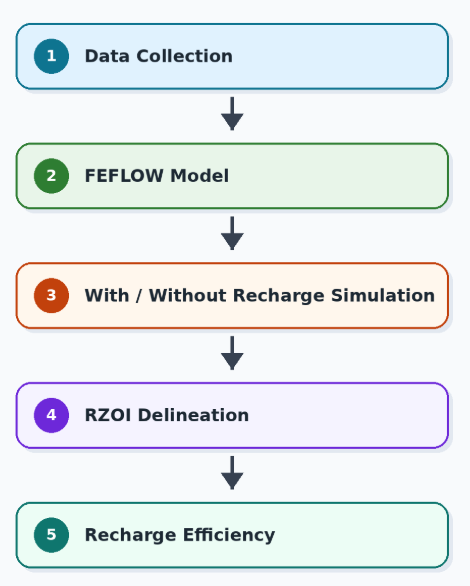 1 Data Collection
2 FEFLOW Model
3 With / Without Recharge Simulation
4 RZOI Delineation
5 Recharge Efficiency